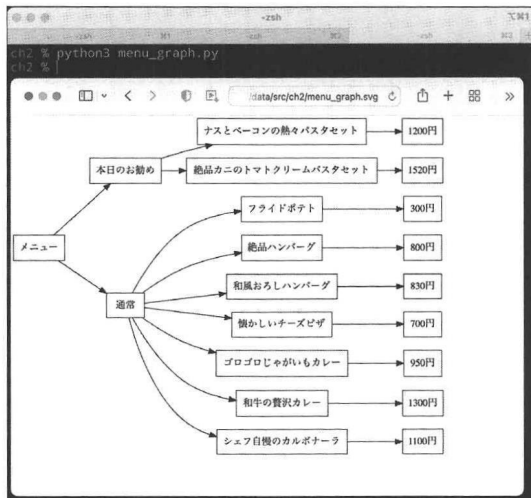 -zsh
⌥⌘1
-zsh
⌘1
-zsh
⌘2
-zsh
ch2 % python3 menu_graph.py
ch2 %
/data/src/ch2/menu_graph.svg
ナスとベーコンの熱々パスタセット
1200円
本日のお勧め
絶品カニのトマトクリームパスタセット
1520円
フライドポテト
300円
メニュー
絶品ハンバーグ
800円
通常
和風おろしハンバーグ
830円
懐かしいチーズピザ
700円
ゴロゴロじゃがいもカレー
950円
和牛の贅沢カレー
1300円
シェフ自慢のカルボナーラ
1100円